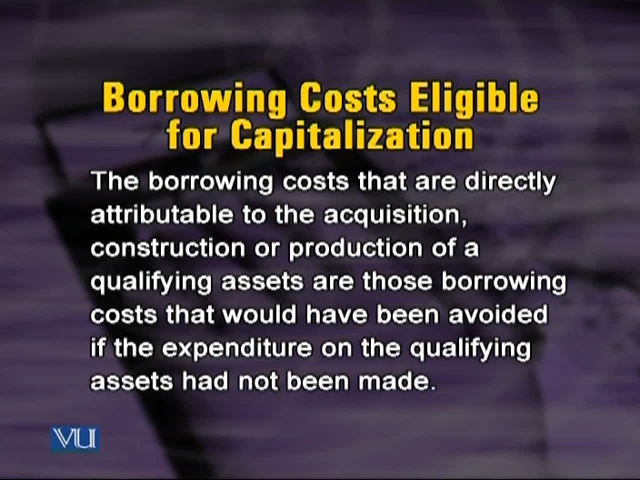 Borrowing Costs Eligible
for Capitalization
The borrowing costs that are directly
attributable to the acquisition,
construction or production of a
qualifying assets are those borrowing
costs that would have been avoided
if the expenditure on the qualifying
assets had not been made.
VU